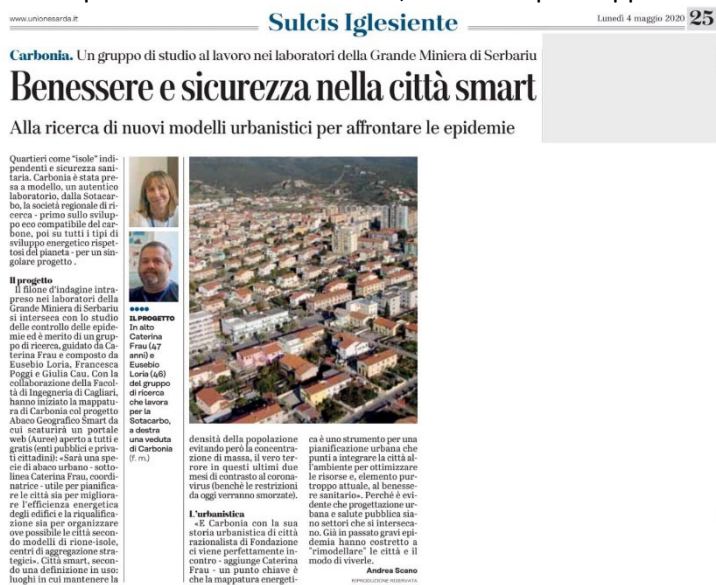 www.unionesarda.it
Sulcis Iglesiente
Lunedì 4 maggio 2020 25
Carbonia. Un gruppo di studio al lavoro nei laboratori della Grande Miniera di Serbariu
Benessere e sicurezza nella città smart
Alla ricerca di nuovi modelli urbanistici per affrontare le epidemie
Quartieri come "isole" indi-
pendenti e sicurezza sani-
taria. Carbonia è stata pre-
sa a modello, un autentico
laboratorio, dalla Sotacar-
bo, la società regionale di ri-
cerca - primo sullo svilup-
po eco compatibile del car-
bone, poi su tutti i tipi di
sviluppo energetico rispet-
tosi del pianeta - per un sin-
golare progetto .
Il progetto
Il filone d'indagine intra-
preso nei laboratori della
Grande Miniera di Serbariu
si interseca con lo studio
delle controllo delle epide-
mie ed è merito di un grup-
po di ricerca, guidato da Ca-
terina Frau e composto da
Eusebio Loria, Francesca
Poggi e Giulia Cau. Con la
collaborazione della Facol-
tà di Ingegneria di Cagliari,
hanno iniziato la mappatu-
ra di Carbonia col progetto
Abaco Geografico Smart da
cui scaturirà un portale
web (Auree) aperto a tutti e
gratis (enti pubblici e priva-
ti cittadini): «Sarà una spe-
cie di abaco urbano - sotto-
linea Caterina Frau, coordi-
natrice - utile per pianifica-
re le città sia per migliora-
re l'efficienza energetica
degli edifici e la riqualifica-
zione sia per organizzare
ove possibile le città secon-
do modelli di rione-isole,
centri di aggregazione stra-
tegici». Città smart, secon-
do una definizione in uso:
luoghi in cui mantenere la
IL PROGETTO
In alto
Caterina
Frau (47
anni) e
Eusebio
Loria (46)
del gruppo
di ricerca
che lavora
per la
Sotacarbo,
a destra
una veduta
di Carbonia
(f. m.)
densità della popolazione
evitando però la concentra-
zione di massa, il vero ter-
rore in questi ultimi due
mesi di contrasto al corona-
virus (benchè le restrizioni
da oggi verranno smorzate).
L'urbanistica
«E Carbonia con la sua
storia urbanistica di città
razionalista di Fondazione
ci viene perfettamente in-
contro - aggiunge Caterina
Frau - un punto chiave è
che la mappatura energeti-
ca è uno strumento per una
pianificazione urbana che
punti a integrare la città al-
l'ambiente per ottimizzare
le risorse e, elemento pur-
troppo attuale, al benesse-
re sanitario». Perché è evi-
dente che progettazione ur-
bana e salute pubblica sia-
no settori che si interseca-
no. Già in passato gravi epi-
demia hanno costretto a
"rimodellare" le città e il
modo di viverle.
Andrea Scano
RIPRODUZIONE RISERVATA